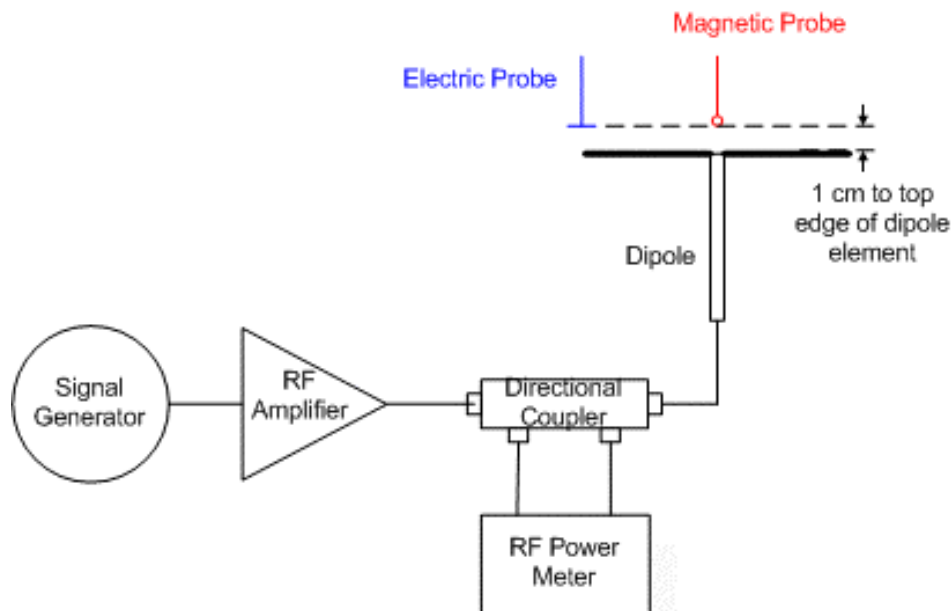 Magnetic Probe
Electric Probe
1 cm to top
edge of dipole
element
Dipole
Signal
Generator
RF
Amplifier
Directional
Coupler
RF Power
Meter